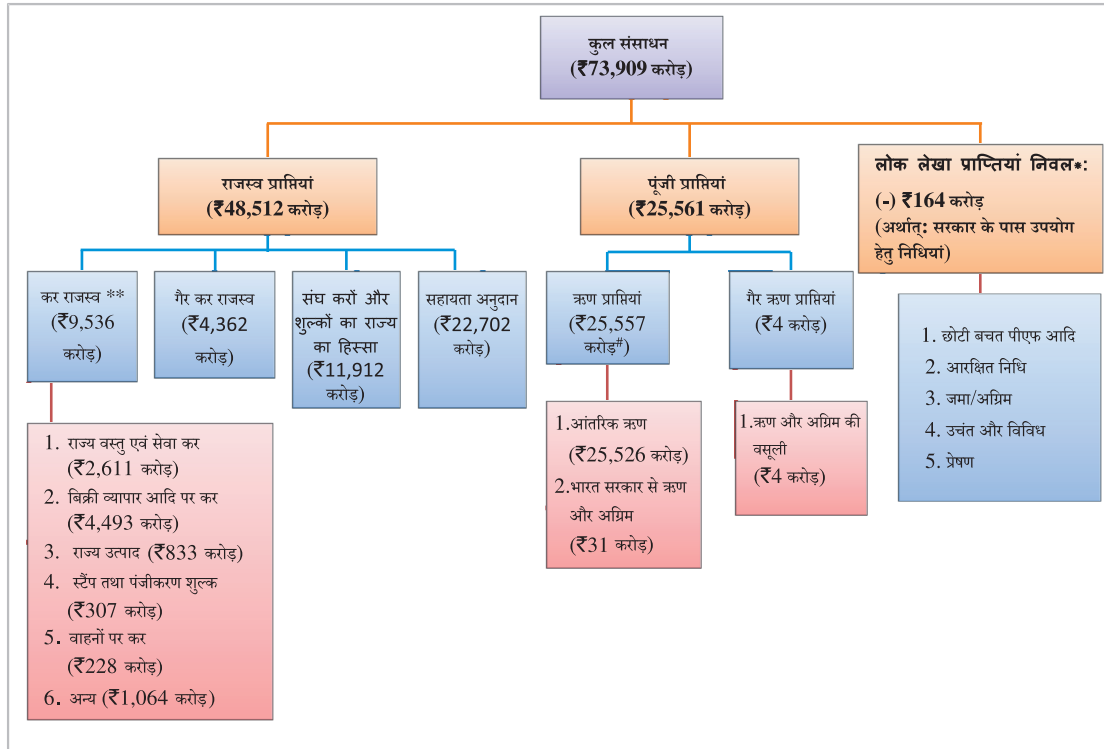 कुल संसाधन
(₹73,909 करोड़)
राजस्व प्राप्तियां
(₹48,512 करोड़)
पूंजी प्राप्तियां
(₹25,561 करोड़)
लोक लेखा प्राप्तियां निवल*:
(-) ₹164 करोड़
(अर्थात्: सरकार के पास उपयोग
हेतु निधियां)
कर राजस्व **
(₹9,536
करोड़)
गैर कर राजस्व
(₹4,362
करोड़)
संघ करों और
शुल्कों का राज्य
का हिस्सा
(₹11,912
करोड़)
सहायता अनुदान
(₹22,702
करोड़)
ऋण प्राप्तियां
(₹25,557
करोड़#)
गैर ऋण प्राप्तियां
(₹4 करोड़)
1. छोटी बचत पीएफ आदि
2. आरक्षित निधि
3. जमा/अग्रिम
4. उचंत और विविध
5. प्रेषण
1. राज्य वस्तु एवं सेवा कर
(₹2,611 करोड़)
2. बिक्री व्यापार आदि पर कर
(₹4,493 करोड़)
3. राज्य उत्पाद (₹833 करोड़)
4. स्टैंप तथा पंजीकरण शुल्क
(₹307 करोड़)
5. वाहनों पर कर
(₹228 करोड़)
6. अन्य (₹1,064 करोड़)
1.आंतरिक ऋण
(₹25,526 करोड़)
2.भारत सरकार से ऋण
और अग्रिम
(₹31 करोड़)
1.ऋण और अग्रिम की
वसूली
(₹4 करोड़)